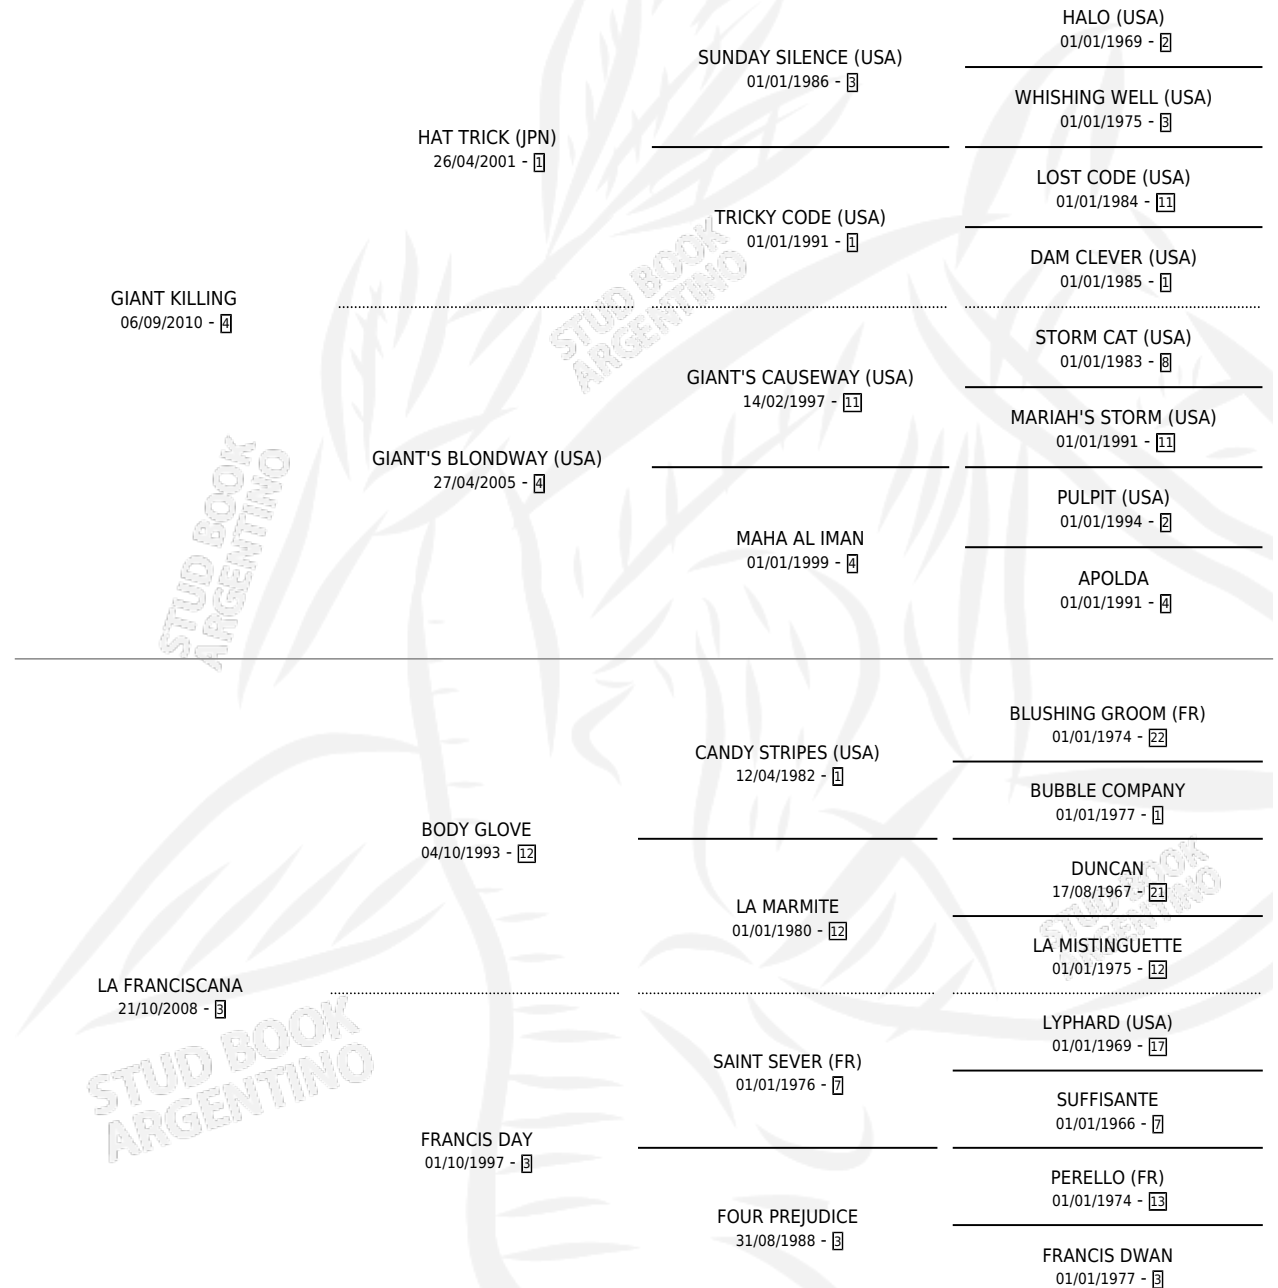 HALO (USA)
01/01/1969 - 2
SUNDAY SILENCE (USA)
01/01/1986 - 3
WHISHING WELL (USA)
01/01/1975 - 3
HAT TRICK (JPN)
26/04/2001 - 1
LOST CODE (USA)
01/01/1984 - 11
TRICKY CODE (USA)
01/01/1991 - 1
DAM CLEVER (USA)
01/01/1985 - 1
GIANT KILLING
06/09/2010 - 4
STUD BOOK
ARGENTINO
STORM CAT (USA)
01/01/1983 - 8
GIANT'S CAUSEWAY (USA)
14/02/1997 - 11
MARIAH'S STORM (USA)
01/01/1991 - 11
GIANT'S BLONDWAY (USA)
27/04/2005 - 4
PULPIT (USA)
01/01/1994 - 2
MAHA AL IMAN
01/01/1999 - 4
APOLDA
01/01/1991 - 4
STUD BOOK
ARGENTINO
BLUSHING GROOM (FR)
01/01/1974 - 22
CANDY STRIPES (USA)
12/04/1982 - 1
BUBBLE COMPANY
01/01/1977 - 1
BODY GLOVE
04/10/1993 - 12
DUNCAN
17/08/1967 - 21
LA MARMITE
01/01/1980 - 12
LA MISTINGUETTE
01/01/1975 - 12
STUD BOOK
ARGENTINO
LA FRANCISCANA
21/10/2008 - 3
LYPHARD (USA)
01/01/1969 - 17
SAINT SEVER (FR)
01/01/1976 - 7
SUFFISANTE
01/01/1966 - 7
STUD BOOK
ARGENTINO
FRANCIS DAY
01/10/1997 - 3
PERELLO (FR)
01/01/1974 - 13
FOUR PREJUDICE
31/08/1988 - 3
FRANCIS DWAN
01/01/1977 - 3